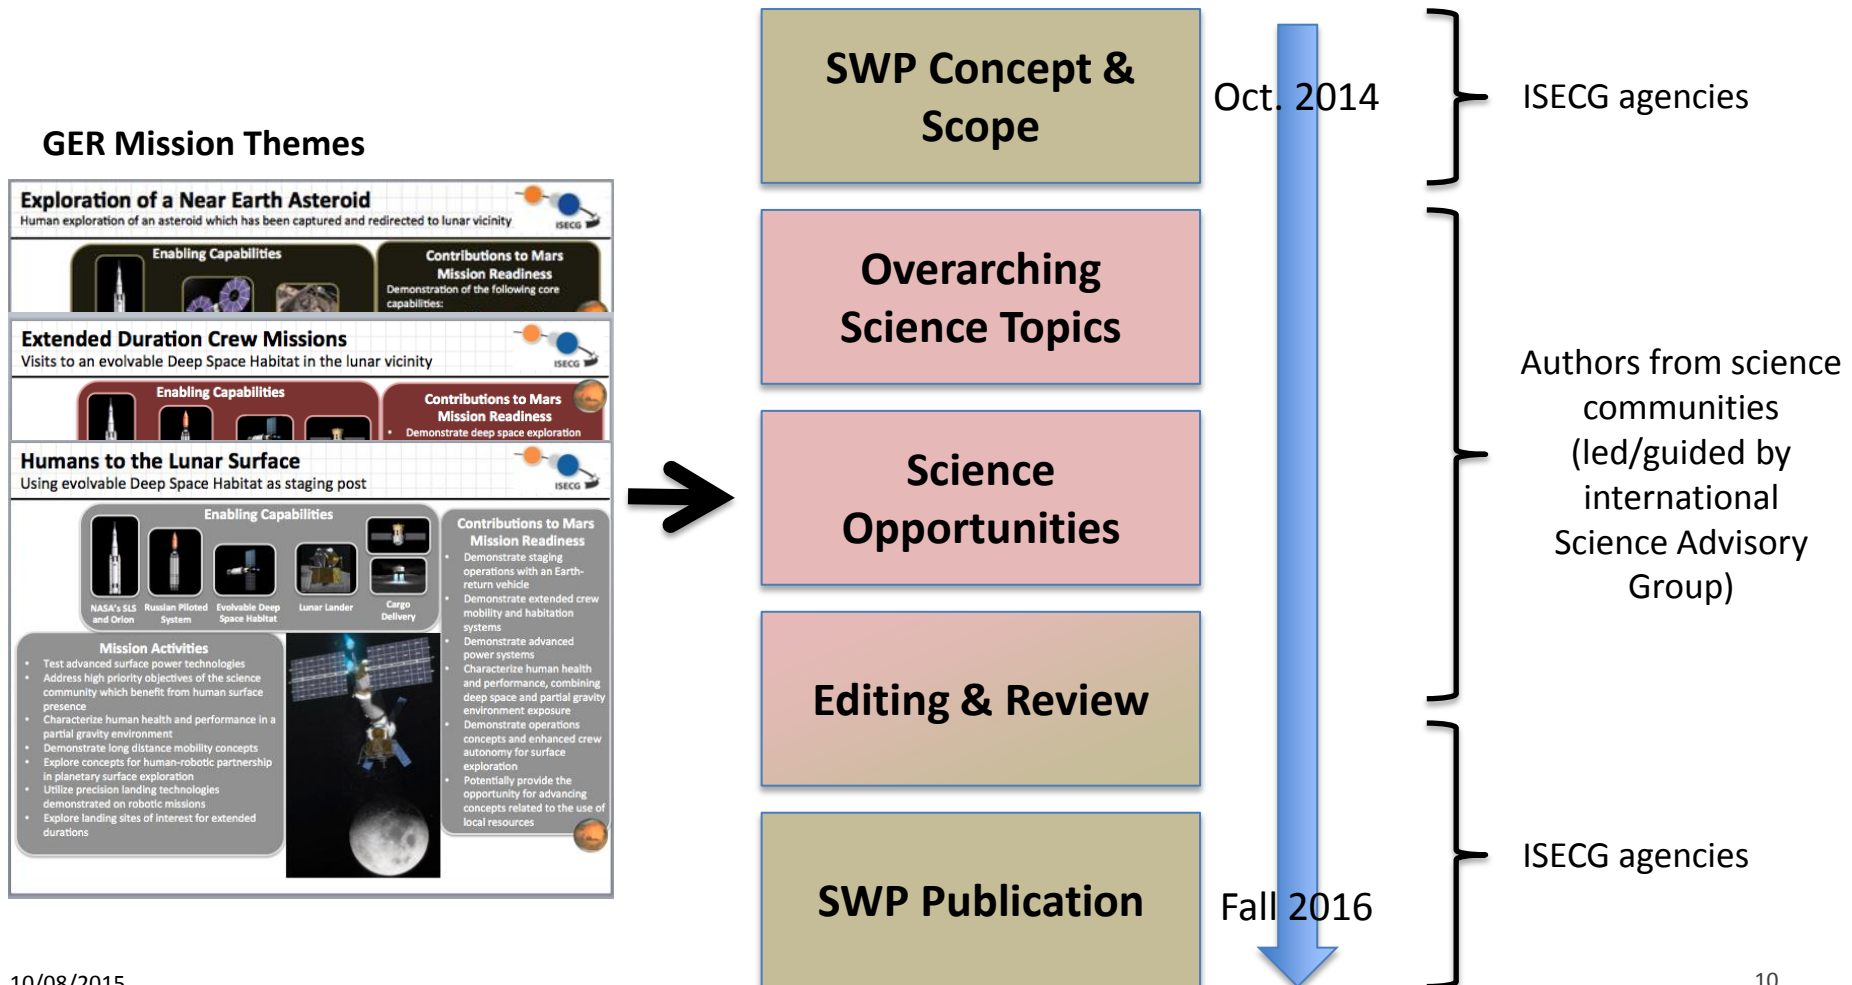 GER Mission Themes
Exploration of a Near Earth Asteroid
Human exploration of an asteroid which has been captured and redirected to lunar vicinity
ISECG
Enabling Capabilities
Contributions to Mars
Mission Readiness
Demonstration of the following core
capabilities:
Extended Duration Crew Missions
Visits to an evolvable Deep Space Habitat in the lunar vicinity
ISECG
Enabling Capabilities
Contributions to Mars
Mission Readiness
• Demonstrate deep space exploration
Humans to the Lunar Surface
Using evolvable Deep Space Habitat as staging post
ISECG
Enabling Capabilities
NASA's SLS
and Orion
Russian Piloted
System
Evolvable Deep
Space Habitat
Lunar Lander
Cargo
Delivery
Contributions to Mars
Mission Readiness
• Demonstrate staging
operations with an Earth-
return vehicle
• Demonstrate extended crew
mobility and habitation
systems
• Demonstrate advanced
power systems
• Characterize human health
and performance, combining
deep space and partial gravity
environment exposure
• Demonstrate operations
concepts and enhanced crew
autonomy for surface
exploration
• Potentially provide the
opportunity for advancing
concepts related to the use of
local resources
Mission Activities
• Test advanced surface power technologies
• Address high priority objectives of the science
community which benefit from human surface
presence
• Characterize human health and performance in a
partial gravity environment
• Demonstrate long distance mobility concepts
• Explore concepts for human-robotic partnership
in planetary surface exploration
• Utilize precision landing technologies
demonstrated on robotic missions
• Explore landing sites of interest for extended
durations
SWP Concept &
Scope
Overarching
Science Topics
Science
Opportunities
Editing & Review
SWP Publication
Oct. 2014
Fall 2016
ISECG agencies
Authors from science
communities
(led/guided by
international
Science Advisory
Group)
ISECG agencies
10/08/2015
10